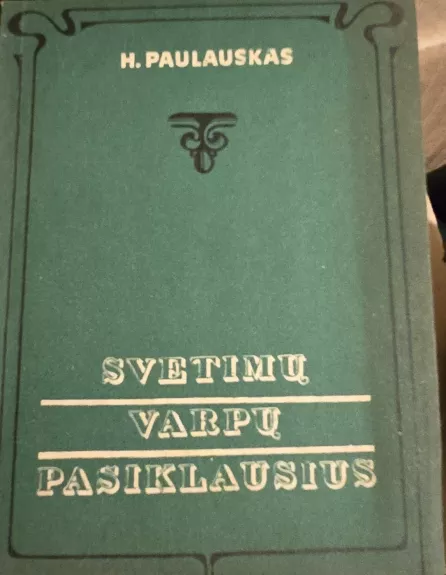 H. PAULAUSKAS
SVETIMŲ
VARPŲ
PASIKLAUSIUS